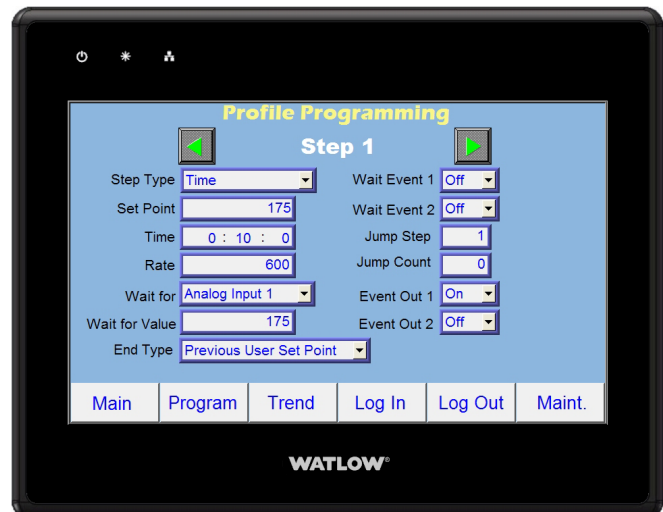 Profile Programming
Step 1
Step Type Time
Set Point 175
Time 0 : 10 : 0
Rate 600
Wait for Analog Input 1
Wait for Value 175
End Type Previous User Set Point
Wait Event 1 Off
Wait Event 2 Off
Jump Step 1
Jump Count 0
Event Out 1 On
Event Out 2 Off
Main Program Trend Log In Log Out Maint.
WATLOW®